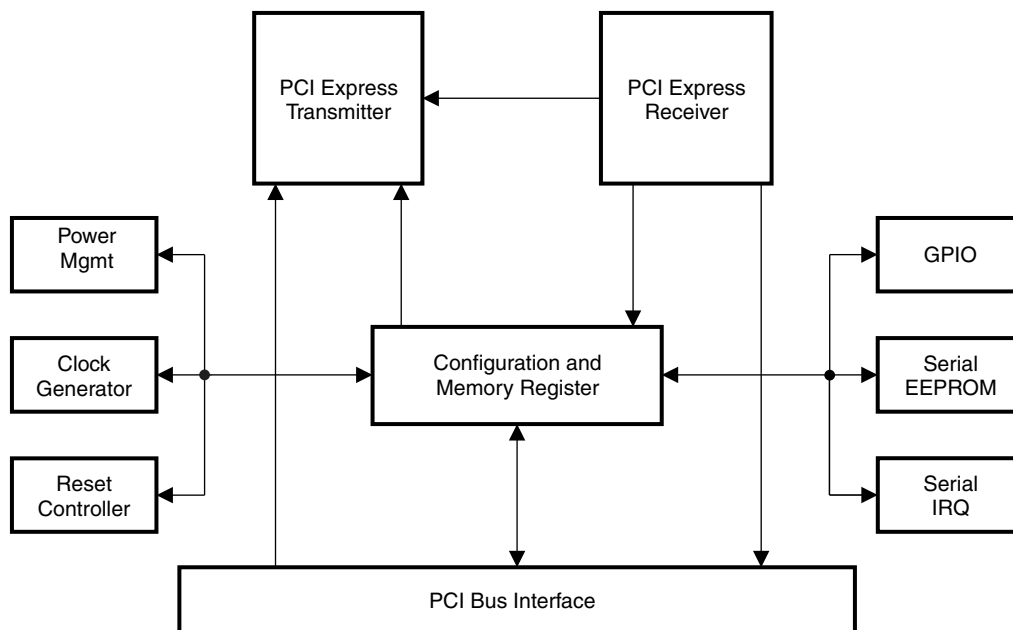 PCI Express
Transmitter
PCI Express
Receiver
Power
Mgmt
GPIO
Clock
Generator
Configuration and
Memory Register
Serial
EEPROM
Reset
Controller
Serial
IRQ
PCI Bus Interface